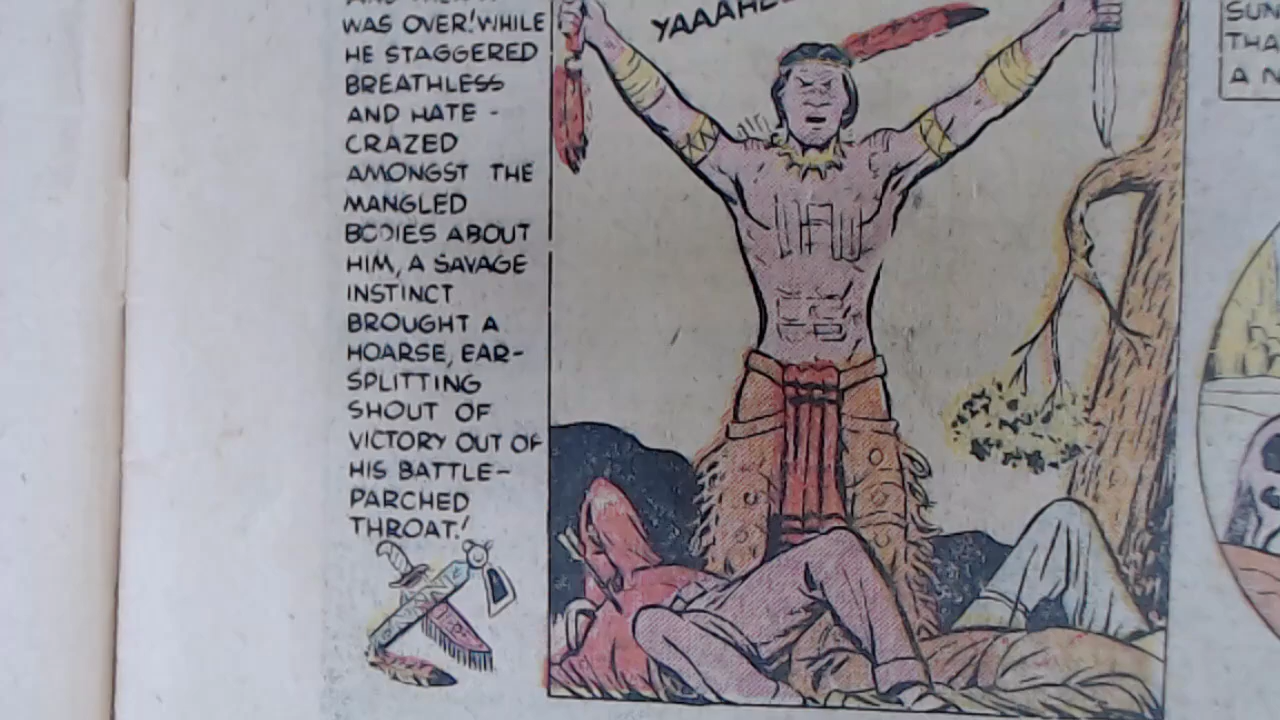 WAS OVER! WHILE
HE STAGGERED
BREATHLESS
AND HATE -
CRAZED
AMONGST THE
MANGLED
BODIES ABOUT
HIM, A SAVAGE
INSTINCT
BROUGHT A
HOARSE, EAR-
SPLITTING
SHOUT OF
VICTORY OUT OF
HIS BATTLE-
PARCHED
THROAT!
A N